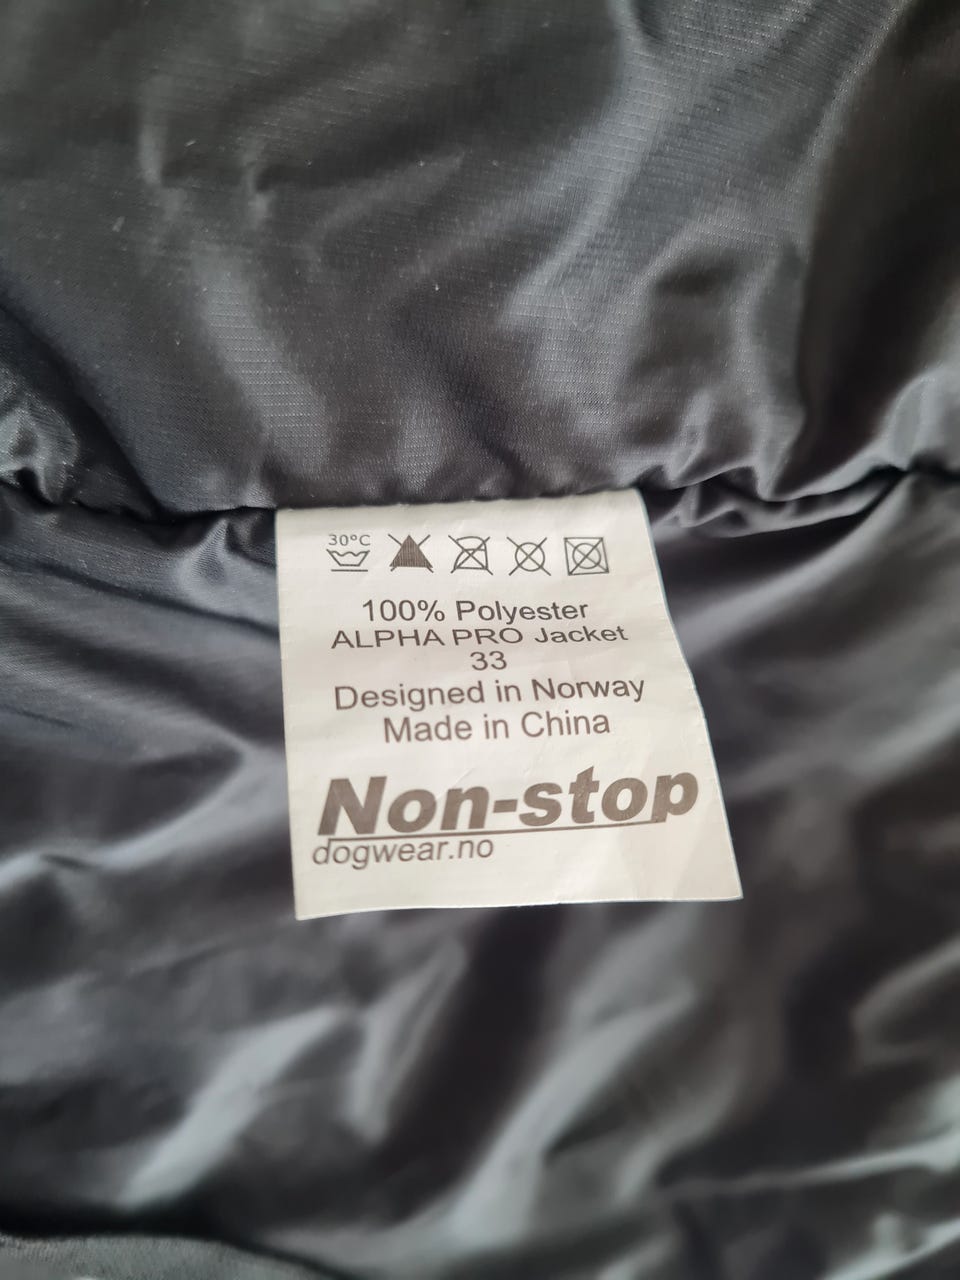 30°C
100% Polyester
ALPHA PRO Jacket
33
Designed in Norway
Made in China
Non-stop
dogwear.no